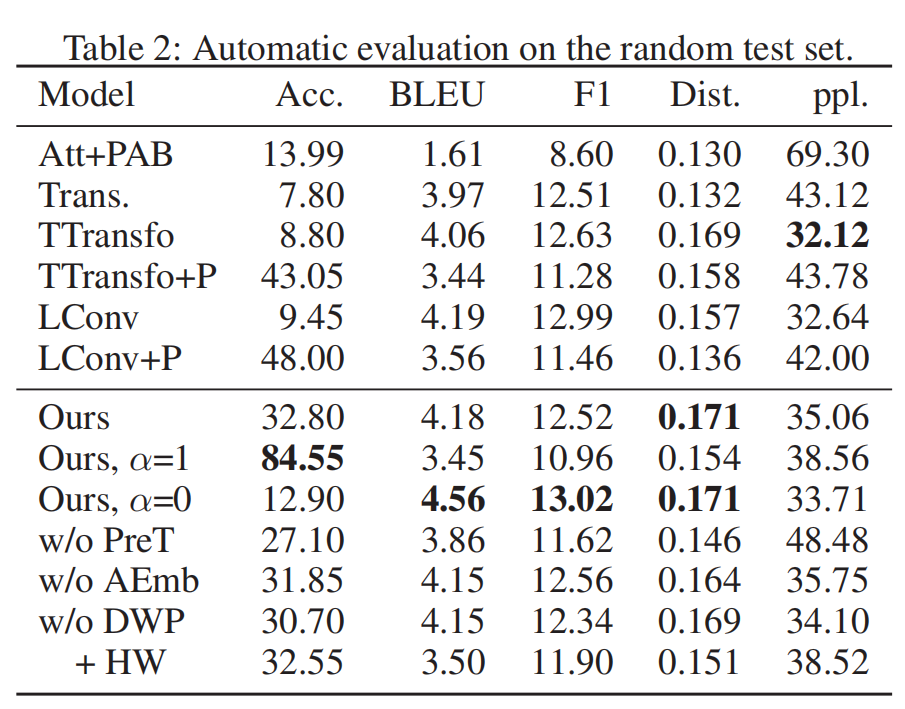 Table 2: Automatic evaluation on the random test set.
Model Acc. BLEU F1 Dist. ppl.
Att+PAB 13.99 1.61 8.60 0.130 69.30
Trans. 7.80 3.97 12.51 0.132 43.12
TTransfo 8.80 4.06 12.63 0.169 32.12
TTransfo+P 43.05 3.44 11.28 0.158 43.78
LConv 9.45 4.19 12.99 0.157 32.64
LConv+P 48.00 3.56 11.46 0.136 42.00
Ours 32.80 4.18 12.52 0.171 35.06
Ours, α=1 84.55 3.45 10.96 0.154 38.56
Ours, α=0 12.90 4.56 13.02 0.171 33.71
w/o PreT 27.10 3.86 11.62 0.146 48.48
w/o AEmb 31.85 4.15 12.56 0.164 35.75
w/o DWP 30.70 4.15 12.34 0.169 34.10
+ HW 32.55 3.50 11.90 0.151 38.52